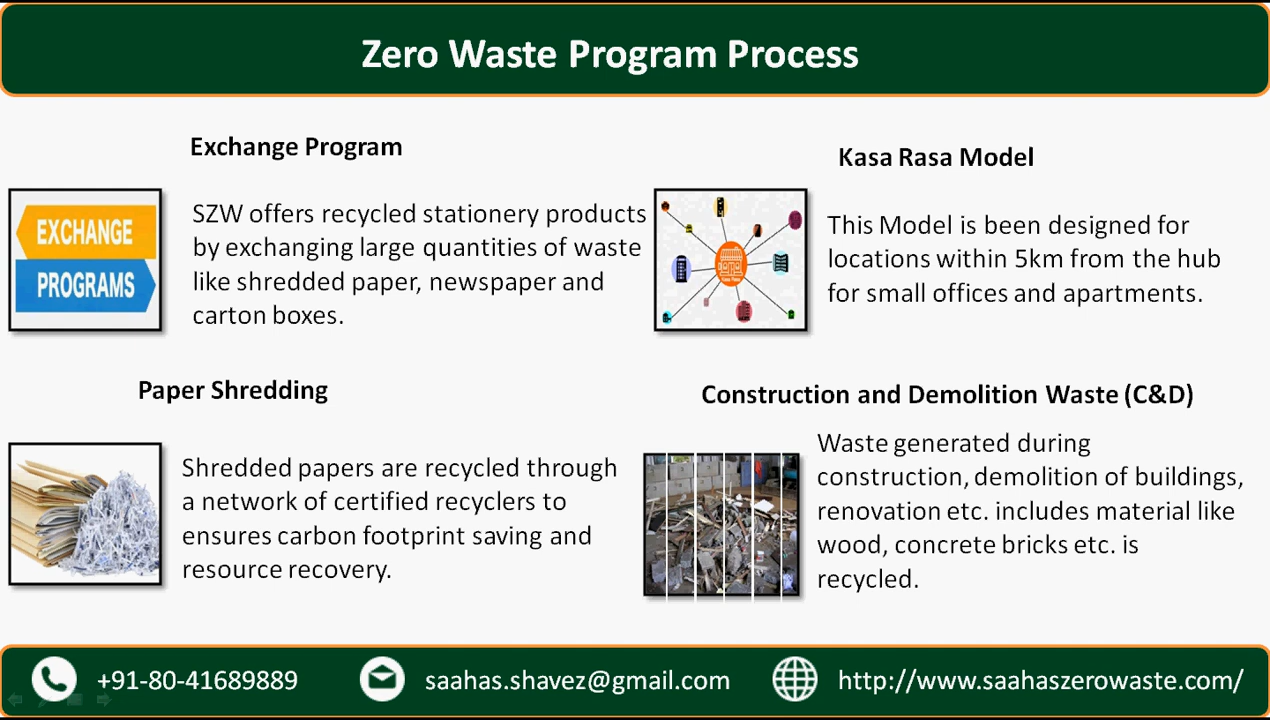 Zero Waste Program Process
Exchange Program
EXCHANGE
PROGRAMS
SZW offers recycled stationery products
by exchanging large quantities of waste
like shredded paper, newspaper and
carton boxes.
Kasa Rasa Model
This Model is been designed for
locations within 5km from the hub
for small offices and apartments.
Paper Shredding
Shredded papers are recycled through
a network of certified recyclers to
ensures carbon footprint saving and
resource recovery.
Construction and Demolition Waste (C&D)
Waste generated during
construction, demolition of buildings,
renovation etc. includes material like
wood, concrete bricks etc. is
recycled.
+91-80-41689889
saahas.shavez@gmail.com
http://www.saahaszerowaste.com/